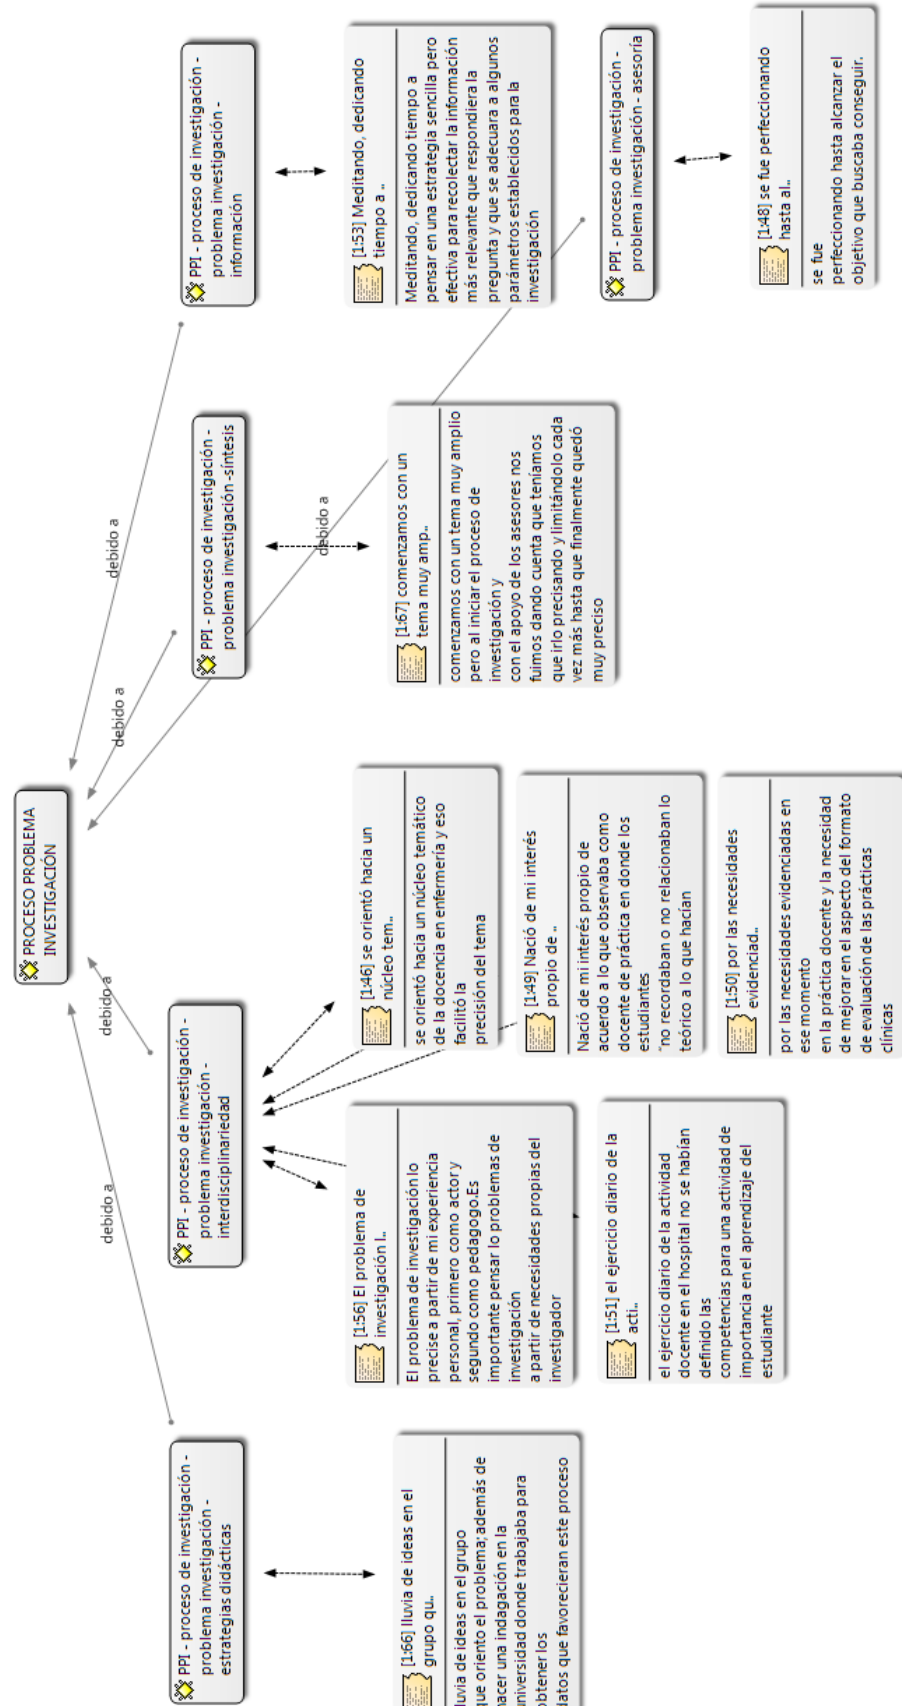 PROCESO PROBLEMA
INVESTIGACIÓN
debido a
debido a
debido a
debido a
debido a
PPI - proceso de investigación -
problema investigación -
estrategias didácticas
PPI - proceso de investigación -
problema investigación -
interdisciplinariedad
PPI - proceso de investigación -
problema investigación -síntesis
PPI - proceso de investigación -
problema investigación -
información
[1:66] lluvia de ideas en el
grupo qu..
luvia de ideas en el grupo
que oriento el problema; además de
hacer una indagación en la
universidad donde trabajaba para
obtener los
datos que favorecieran este proceso
[1:56] El problema de
investigación l..
El problema de investigación lo
precise a partir de mi experiencia
personal, primero como actor y
segundo como pedagogo.Es
importante pensar lo problemas de
investigación
a partir de necesidades propias del
investigador
[1:51] el ejercicio diario de la
acti..
el ejercicio diario de la actividad
docente en el hospital no se habían
definido las
competencias para una actividad de
importancia en el aprendizaje del
estudiante
[1:46] se orientó hacia un
núcleo tem..
se orientó hacia un núcleo temático
de la docencia en enfermería y eso
facilitó la
precisión del tema
[1:49] Nació de mi interés
propio de ..
Nació de mi interés propio de
acuerdo a lo que observaba como
docente de práctica en donde los
estudiantes
"no recordaban o no relacionaban lo
teórico a lo que hacían
[1:50] por las necesidades
evidenciad..
por las necesidades evidenciadas en
ese momento
en la práctica docente y la necesidad
de mejorar en el aspecto del formato
de evaluación de las prácticas
clínicas
[1:67] comenzamos con un
tema muy amp..
comenzamos con un tema muy amplio
pero al iniciar el proceso de
investigación y
con el apoyo de los asesores nos
fuimos dando cuenta que teníamos
que irlo precisando y limitándolo cada
vez más hasta que finalmente quedó
muy preciso
[1:53] Meditando, dedicando
tiempo a ..
Meditando, dedicando tiempo a
pensar en una estrategia sencilla pero
efectiva para recolectar la información
más relevante que respondiera la
pregunta y que se adecuara a algunos
parámetros establecidos para la
investigación
PPI - proceso de investigación -
problema investigación - asesoría
[1:48] se fue perfeccionando
hasta al..
se fue
perfeccionando hasta alcanzar el
objetivo que buscaba conseguir.